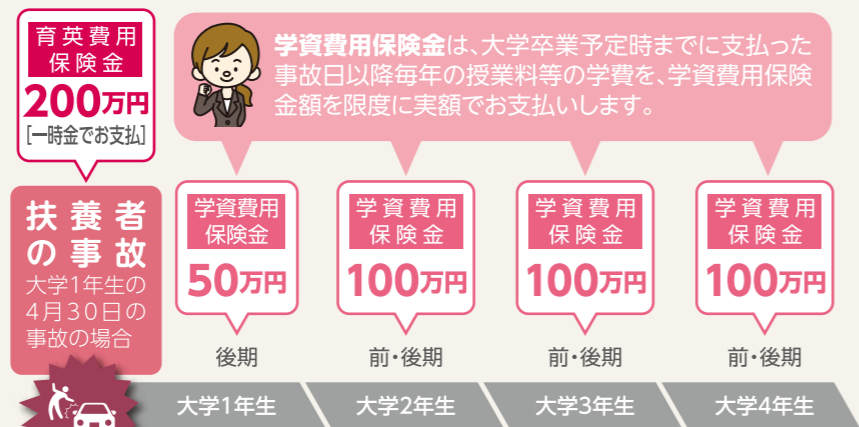 育英費用
保険金
200万円
[一時金でお支払]
学資費用保険金は、大学卒業予定時までに支払った
事故日以降毎年の授業料等の学費を、学資費用保険
金額を限度に実額でお支払いします。
扶養者
の事故
大学1年生の
4月30日の
事故の場合
学資費用
保険金
50万円
後期
学資費用
保険金
100万円
前・後期
学資費用
保険金
100万円
前・後期
学資費用
保険金
100万円
前・後期
大学1年生
大学2年生
大学3年生
大学4年生